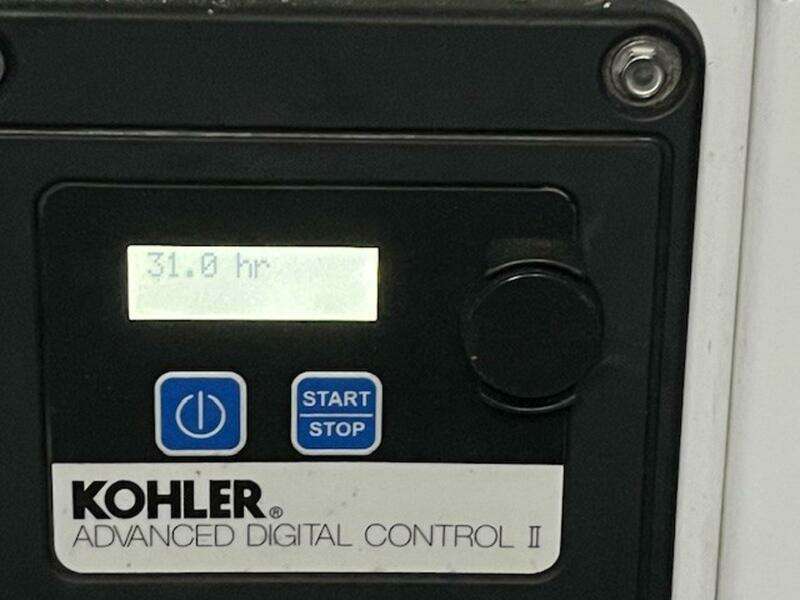 31.0 hr
START
STOP
KOHLER®
ADVANCED DIGITAL CONTROL II